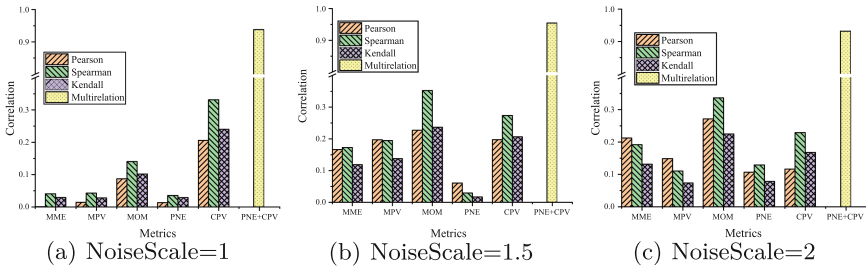 1.0
0.9
0.3
0.2
0.1
0.0
Correlation
Pearson
Spearman
Kendall
Multirelation
MME MPV MOM PNE CPV PNE+CPV
Metrics
(a) NoiseScale=1
1.0
0.9
0.3
0.2
0.1
0.0
Correlation
Pearson
Spearman
Kendall
Multirelation
MME MPV MOM PNE CPV PNE+CPV
Metrics
(b) NoiseScale=1.5
1.0
0.9
0.3
0.2
0.1
0.0
Correlation
Pearson
Spearman
Kendall
Multirelation
MME MPV MOM PNE CPV PNE+CPV
Metrics
(c) NoiseScale=2